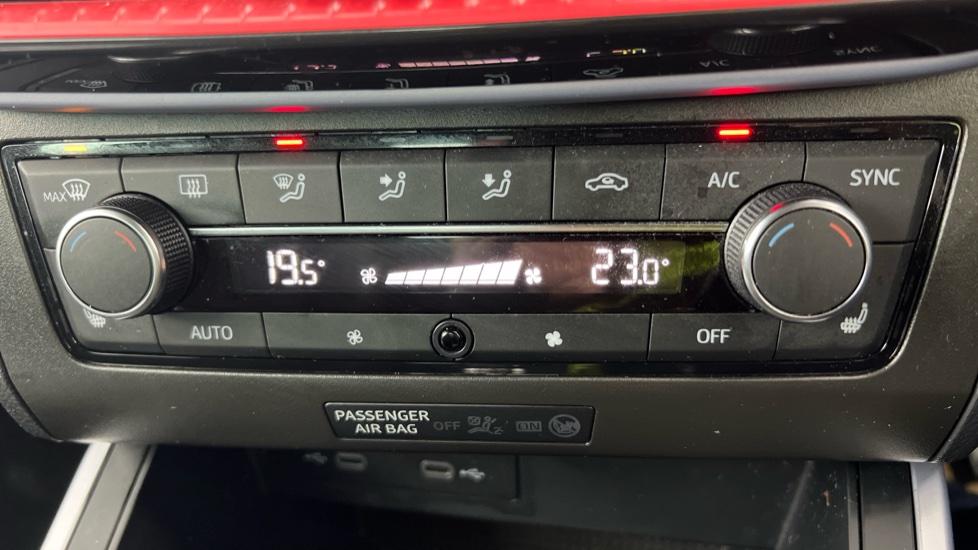 MAX
A/C
SYNC
19.5° 23.0°
AUTO
OFF
PASSENGER
AIR BAG OFF ON